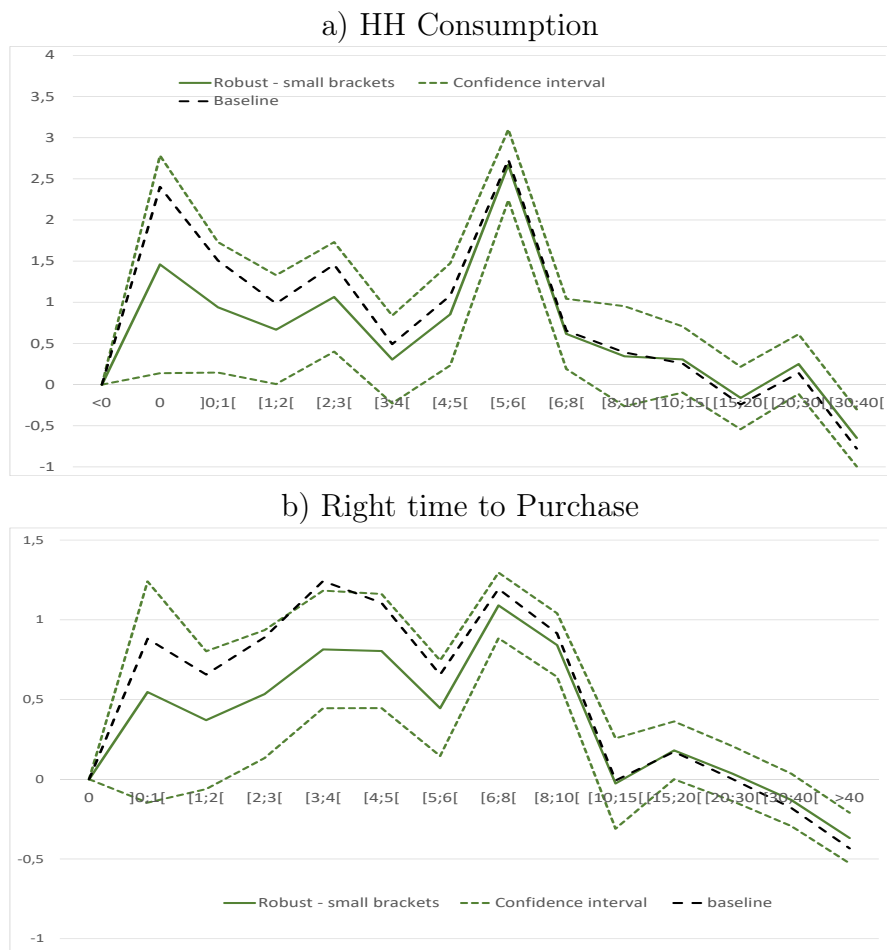 a) HH Consumption
4
Robust - small brackets Confidence interval
Baseline
3,5
3
2,5
2
1,5
1
0,5
0
<0 0 ]0;1[ [1;2[ [2;3[ [3;4[ [4;5[ [5;6[ [6;8[ [8;10[ [10;15[ [15;20[ [20;30[ [30;40[
-0,5
-1
b) Right time to Purchase
1,5
1
0,5
0
0 ]0;1[ [1;2[ [2;3[ [3;4[ [4;5[ [5;6[ [6;8[ [8;10[ [10;15[ [15;20[ [20;30[ [30;40[ >40
-0,5
Robust - small brackets Confidence interval baseline
-1